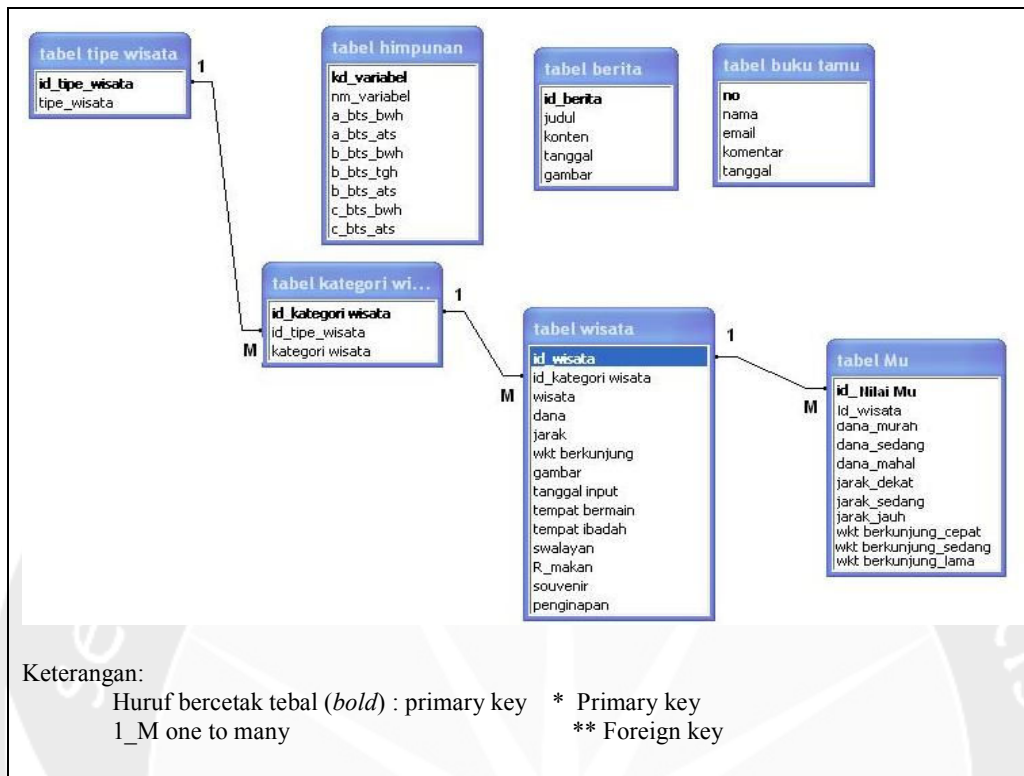 tabel tipe wisata
id_tipe_wisata
tipe_wisata
1
tabel himpunan
kd_variabel
nm_variabel
a_bts_bwh
a_bts_ats
b_bts_bwh
b_bts_tgh
b_bts_ats
c_bts_bwh
c_bts_ats
tabel berita
id_berita
judul
konten
tanggal
gambar
tabel buku tamu
no
nama
email
komentar
tanggal
tabel kategori wi...
id_kategori wisata
id_tipe_wisata
kategori wisata
M
1
tabel wisata
id_wisata
id_kategori wisata
wisata
dana
jarak
wkt berkunjung
gambar
tanggal input
tempat bermain
tempat ibadah
swalayan
R_makan
souvenir
penginapan
M
1
tabel Mu
id_Nilai Mu
Id_wisata
dana_murah
dana_sedang
dana_mahal
jarak_dekat
jarak_sedang
jarak_jauh
wkt berkunjung_cepat
wkt berkunjung_sedang
wkt berkunjung_lama
M
Keterangan:
Huruf bercetak tebal (bold) : primary key * Primary key
1_M one to many ** Foreign key